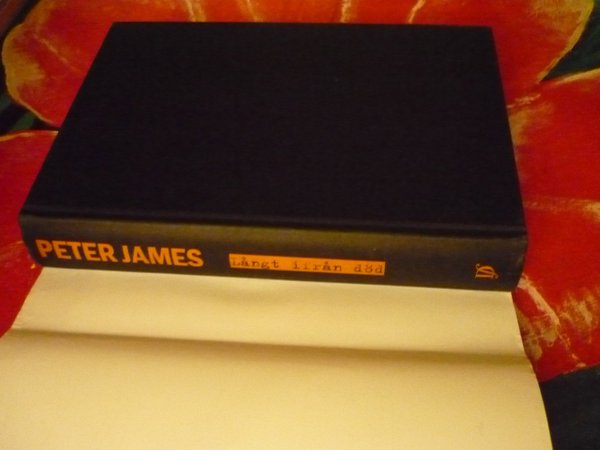 PETER JAMES Långt ifrån död